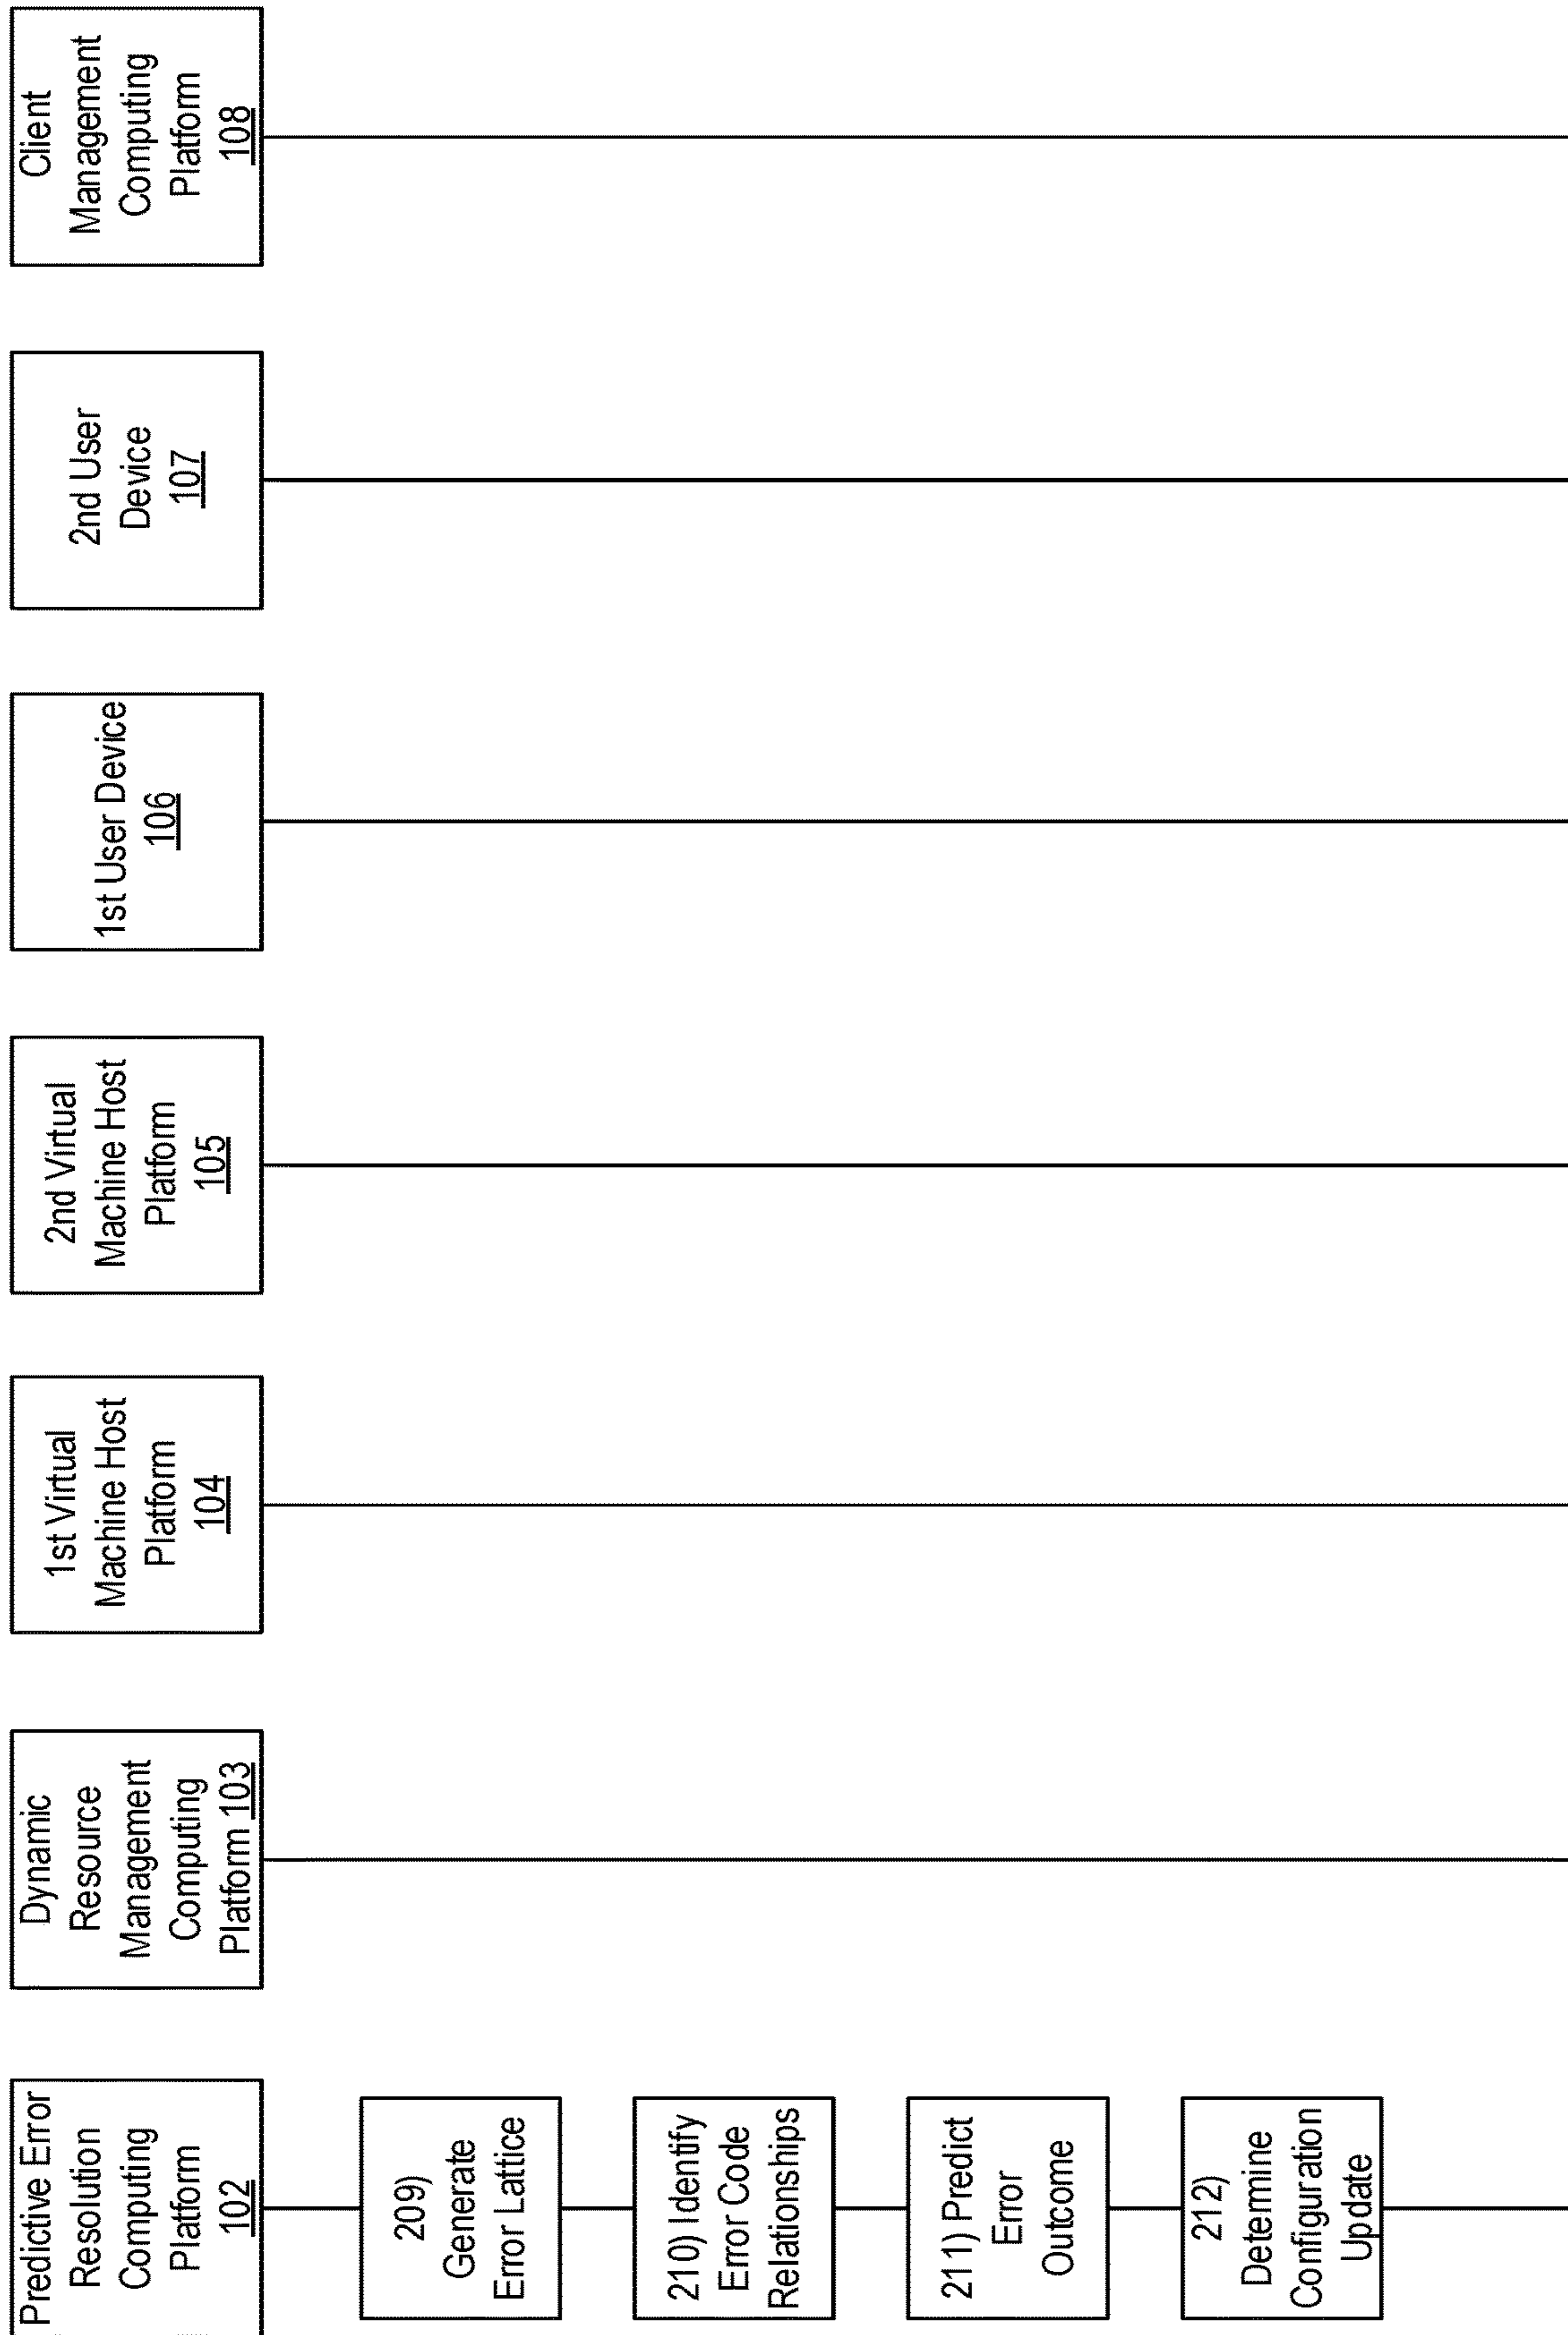 Predictive Error
Resolution
Computing
Platform
102
Dynamic
Resource
Management
Computing
Platform 103
1st Virtual
Machine Host
Platform
104
2nd Virtual
Machine Host
Platform
105
1st User Device
106
2nd User
Device
107
Client
Management
Computing
Platform
108
209)
Generate
Error Lattice
210) Identify
Error Code
Relationships
211) Predict
Error
Outcome
212)
Determine
Configuration
Update